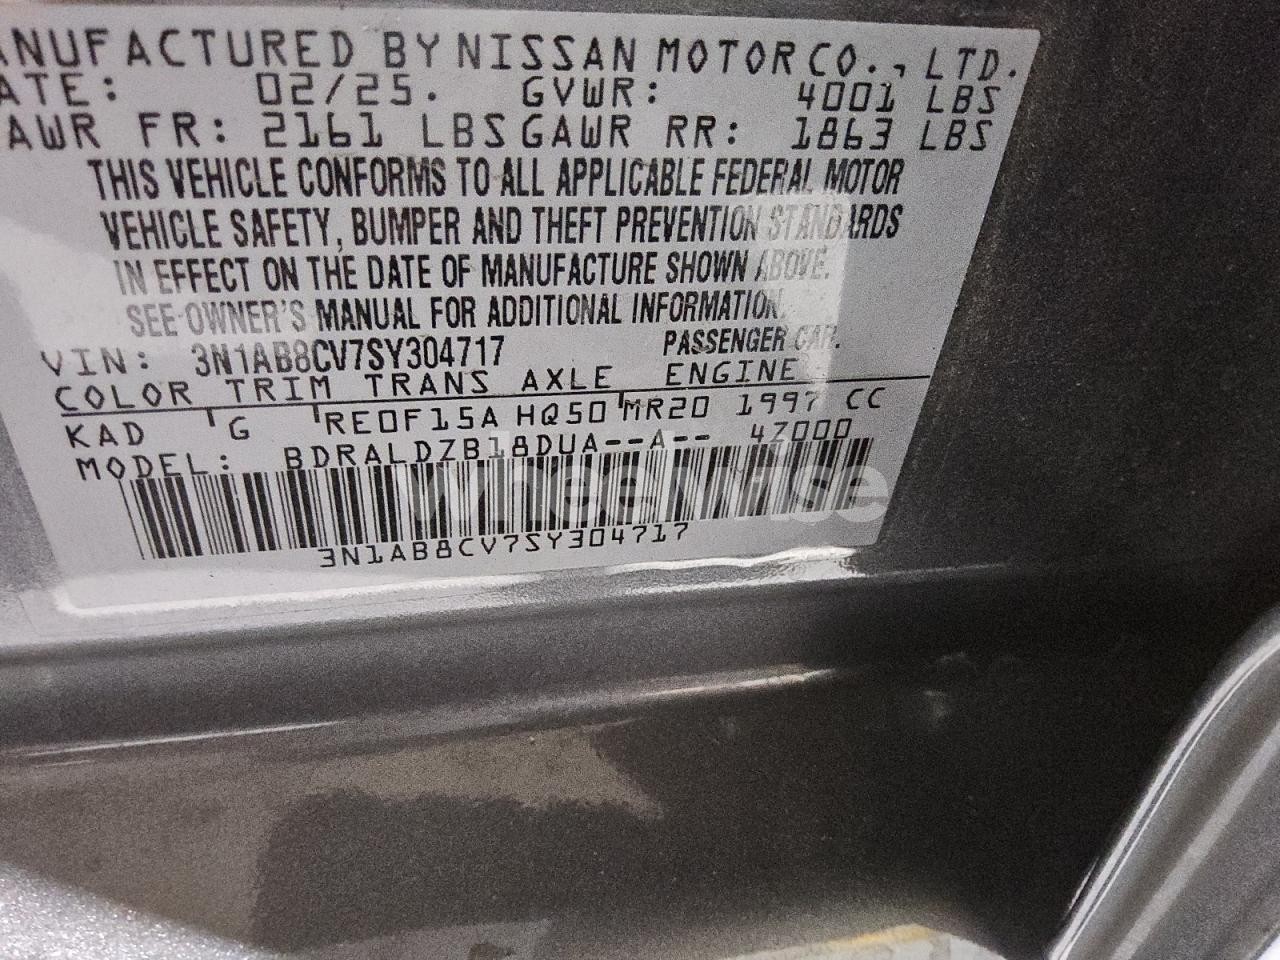 ANUFACTURED BY NISSAN MOTOR CO., LTD.
ATE: 02/25. GVWR: 4001 LBS
AWR FR: 2161 LBS GAWR RR: 1863 LBS
THIS VEHICLE CONFORMS TO ALL APPLICABLE FEDERAL MOTOR
VEHICLE SAFETY, BUMPER AND THEFT PREVENTION STANDARDS
IN EFFECT ON THE DATE OF MANUFACTURE SHOWN ABOVE.
SEE OWNER'S MANUAL FOR ADDITIONAL INFORMATION.
VIN: 3N1AB8CV7SY304717 PASSENGER CAR.
COLOR TRIM TRANS AXLE ENGINE
KAD G RE0F15A HQ50 MR20 1997 CC
MODEL: BDRALDZB18DUA--A-- 4Z000
WheelWise
3N1AB8CV7SY304717